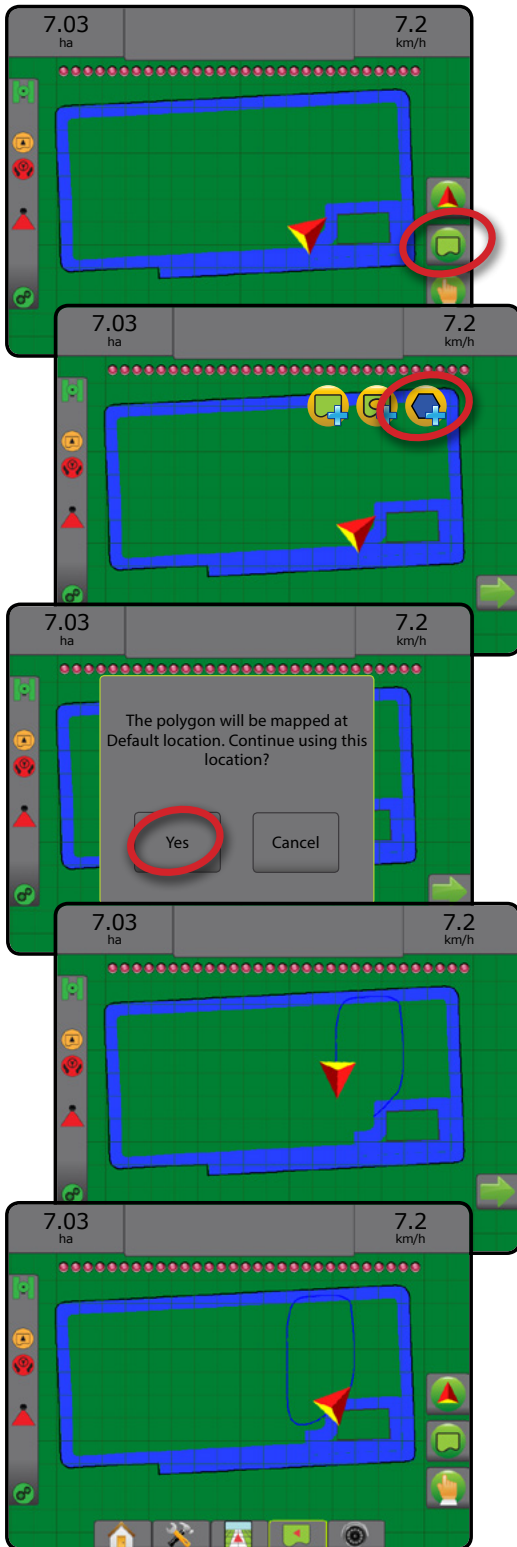 7.03
7.2
ha
km/h
7.03
7.2
ha
km/h
7.03
7.2
ha
km/h
The polygon will be mapped at
Default location. Continue using this
location?
Yes
Cancel
7.03
7.2
ha
km/h
7.03
7.2
ha
km/h